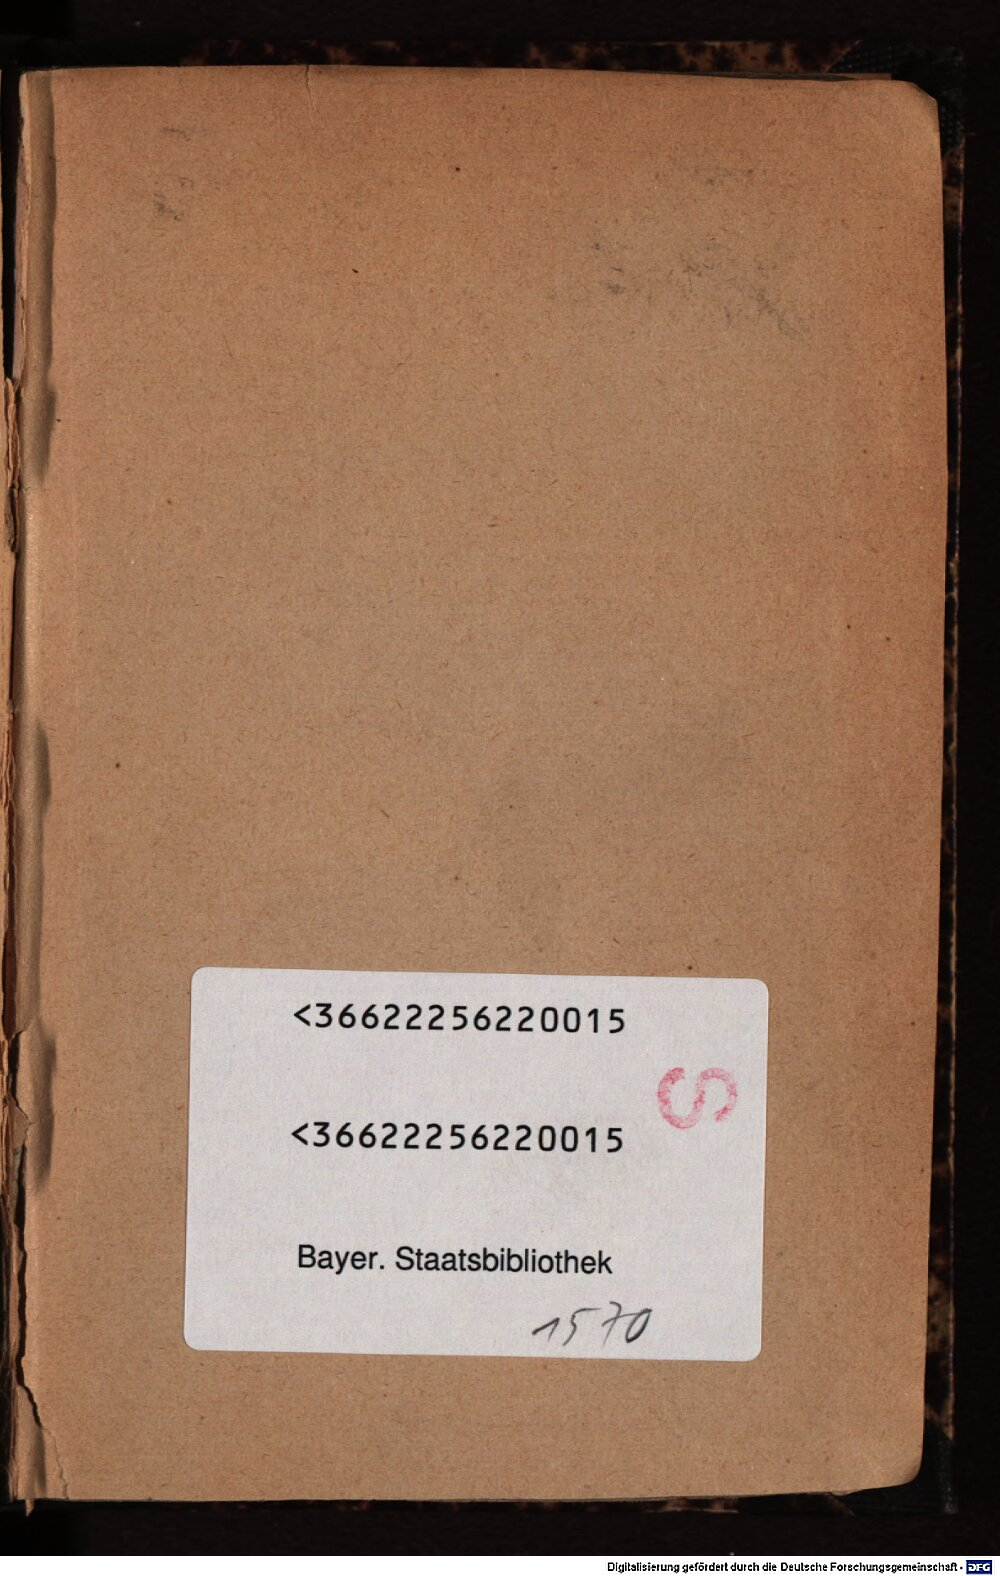 <36622256220015
S
<36622256220015
Bayer. Staatsbibliothek
1570
Digitalisierung gefördert durch die Deutsche Forschungsgemeinschaft - DFG